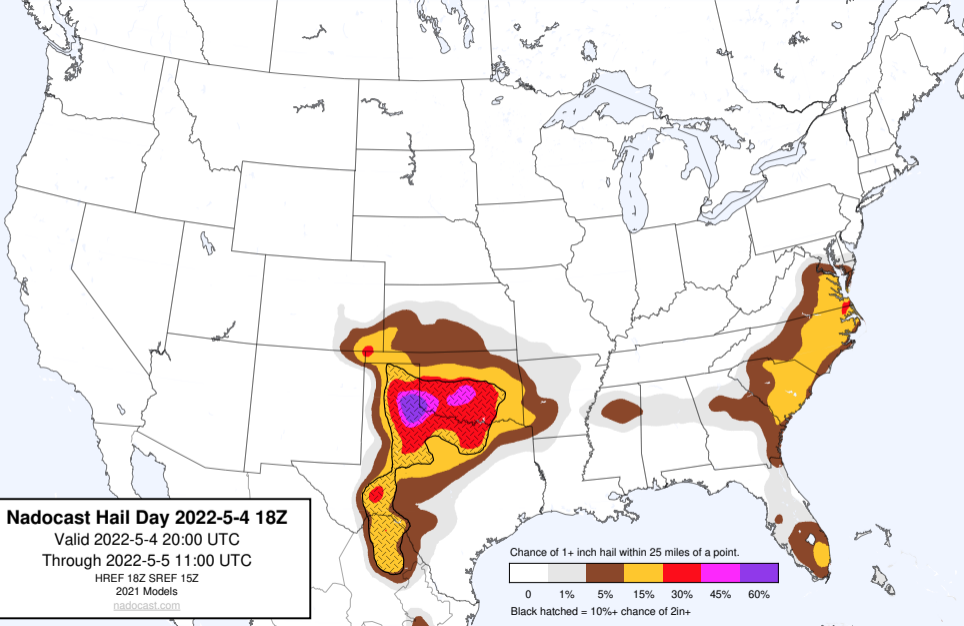 Nadocast Hail Day 2022-5-4 18Z
Valid 2022-5-4 20:00 UTC
Through 2022-5-5 11:00 UTC
HREF 18Z SREF 15Z
2021 Models
nadocast.com
Chance of 1+ inch hail within 25 miles of a point.
0 1% 5% 15% 30% 45% 60%
Black hatched = 10%+ chance of 2in+